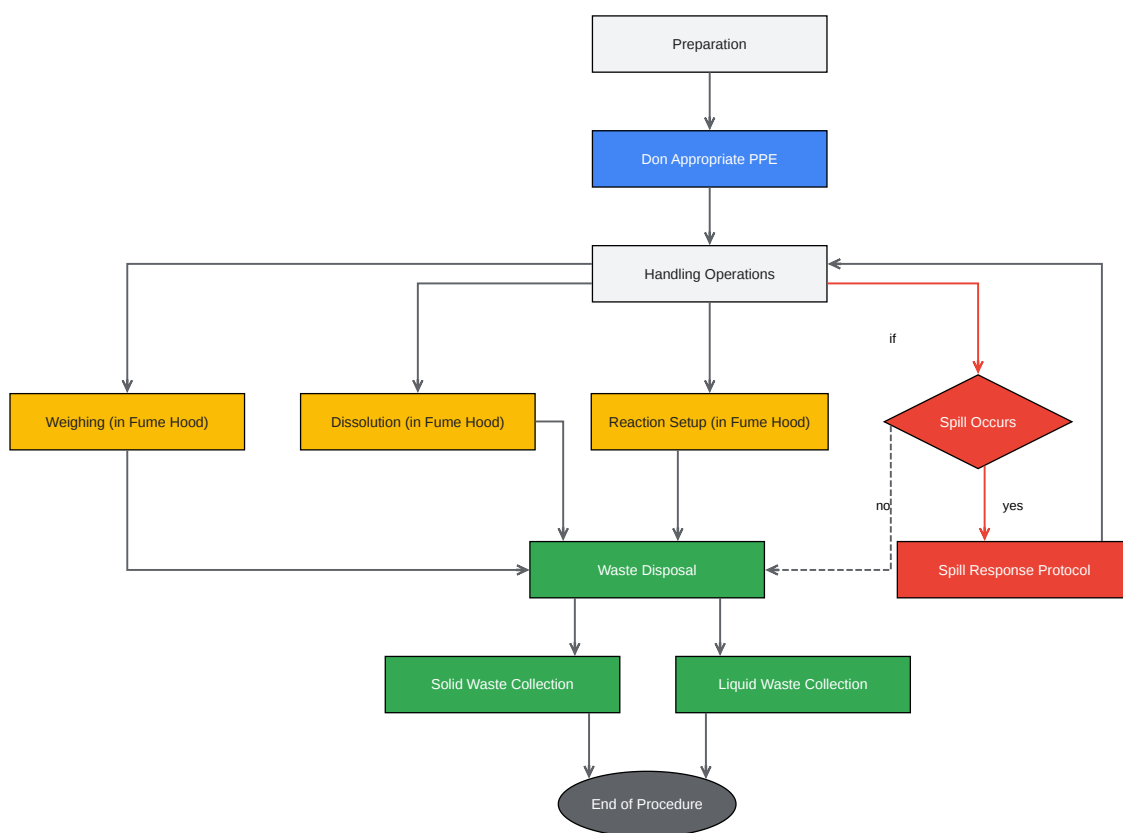 Preparation
Don Appropriate PPE
Handling Operations
if
Weighing (in Fume Hood)
Dissolution (in Fume Hood)
Reaction Setup (in Fume Hood)
Spill Occurs
no
yes
Waste Disposal
Spill Response Protocol
Solid Waste Collection
Liquid Waste Collection
End of Procedure